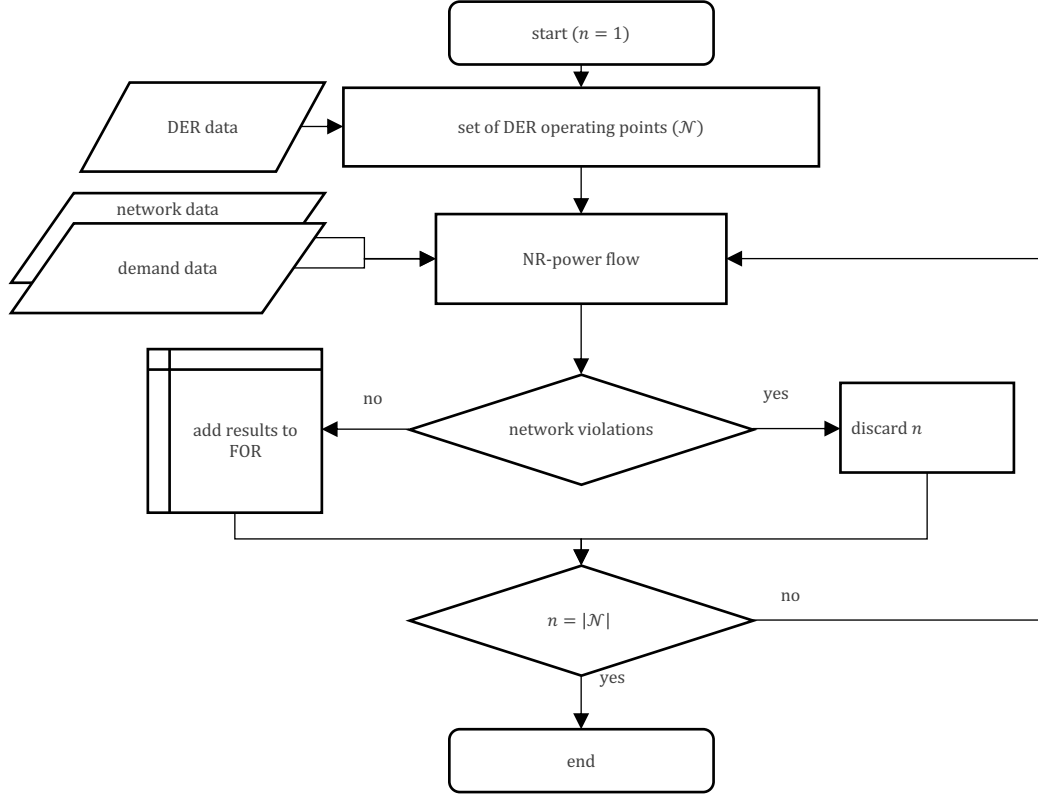 start (𝑛 = 1)
DER data
set of DER operating points (𝒩)
network data
demand data
NR-power flow
no
yes
add results to
FOR
network violations
discard 𝑛
𝑛 = |𝒩|
no
yes
end